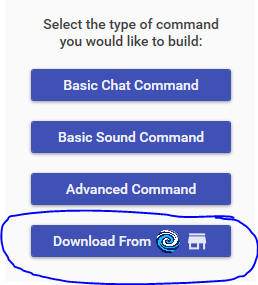 Select the type of command
you would like to build:
Basic Chat Command
Basic Sound Command
Advanced Command
Download From